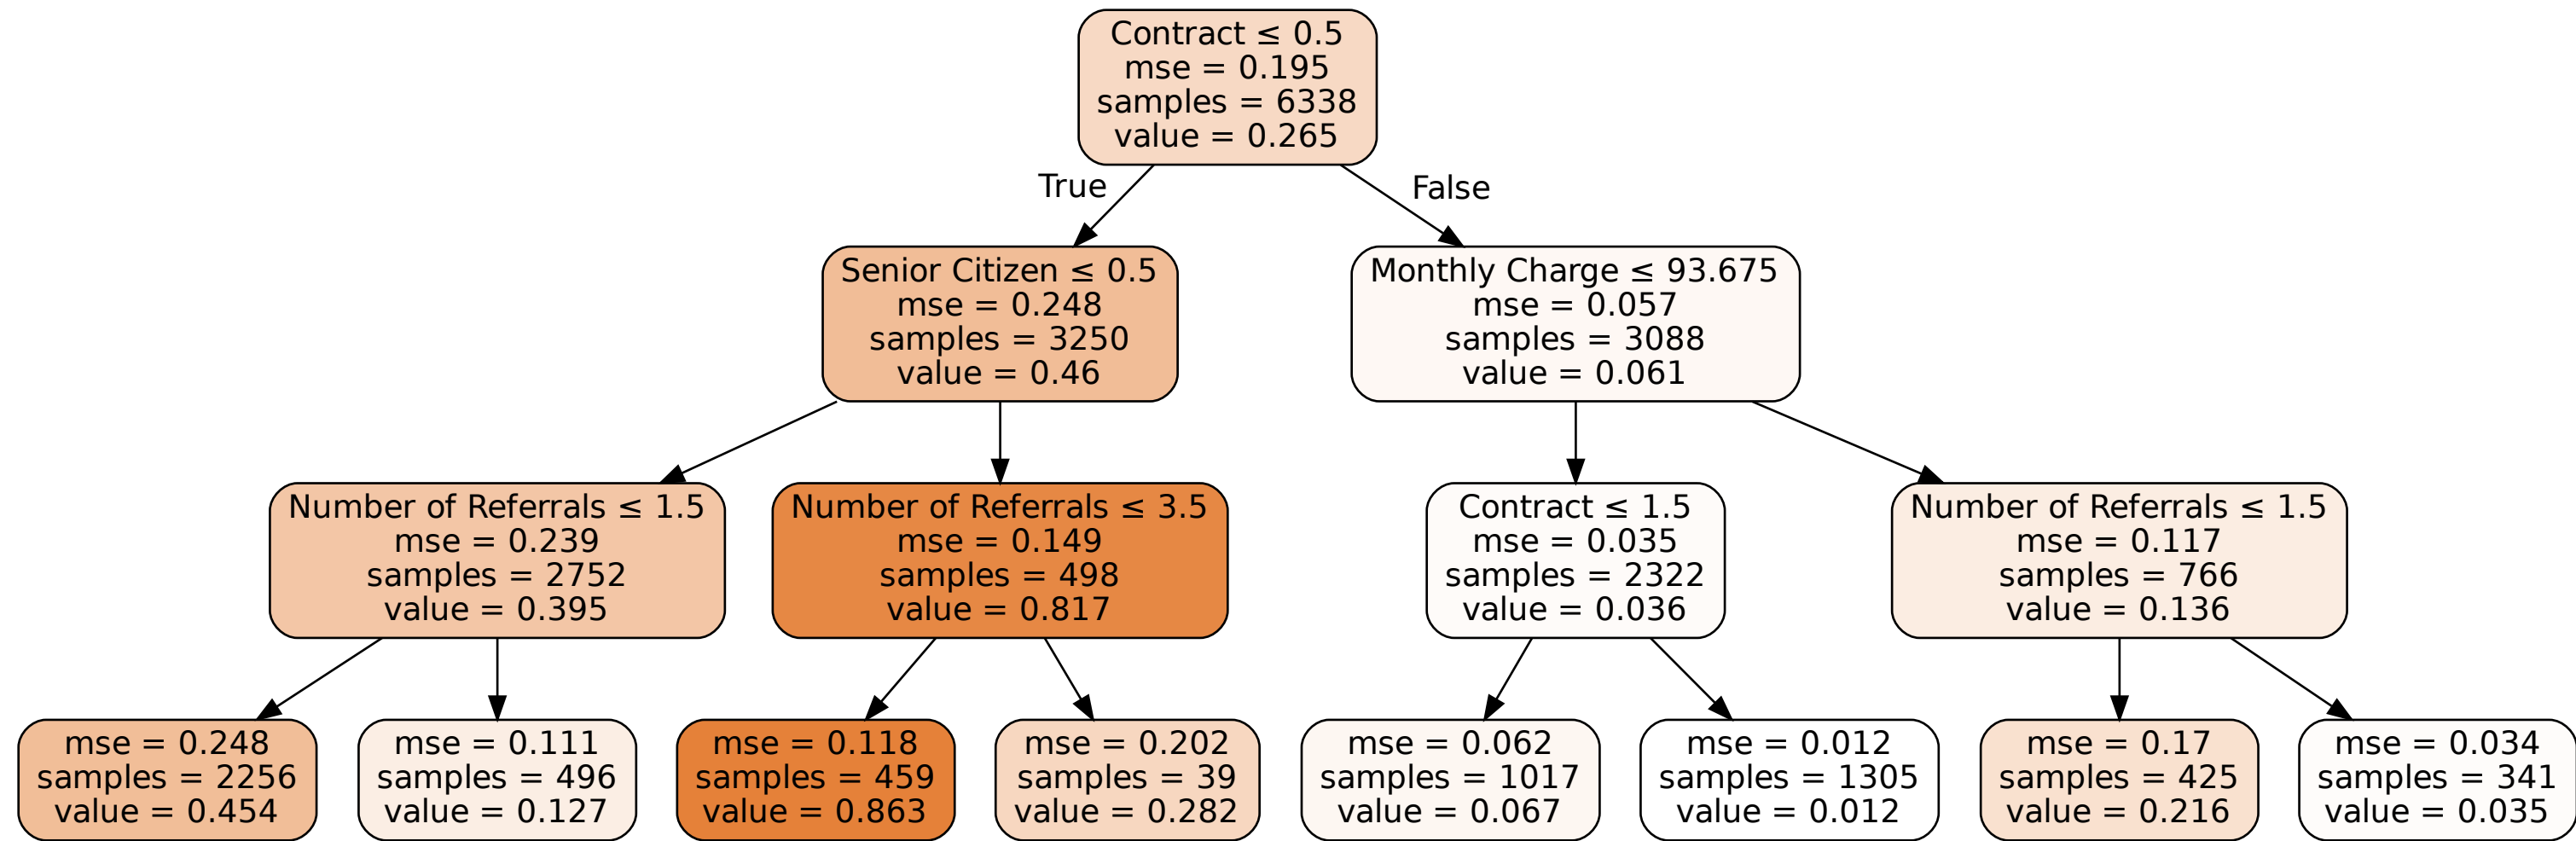 Contract ≤ 0.5
mse = 0.195
samples = 6338
value = 0.265
True
False
Senior Citizen ≤ 0.5
mse = 0.248
samples = 3250
value = 0.46
Monthly Charge ≤ 93.675
mse = 0.057
samples = 3088
value = 0.061
Number of Referrals ≤ 1.5
mse = 0.239
samples = 2752
value = 0.395
Number of Referrals ≤ 3.5
mse = 0.149
samples = 498
value = 0.817
Contract ≤ 1.5
mse = 0.035
samples = 2322
value = 0.036
Number of Referrals ≤ 1.5
mse = 0.117
samples = 766
value = 0.136
mse = 0.248
samples = 2256
value = 0.454
mse = 0.111
samples = 496
value = 0.127
mse = 0.118
samples = 459
value = 0.863
mse = 0.202
samples = 39
value = 0.282
mse = 0.062
samples = 1017
value = 0.067
mse = 0.012
samples = 1305
value = 0.012
mse = 0.17
samples = 425
value = 0.216
mse = 0.034
samples = 341
value = 0.035